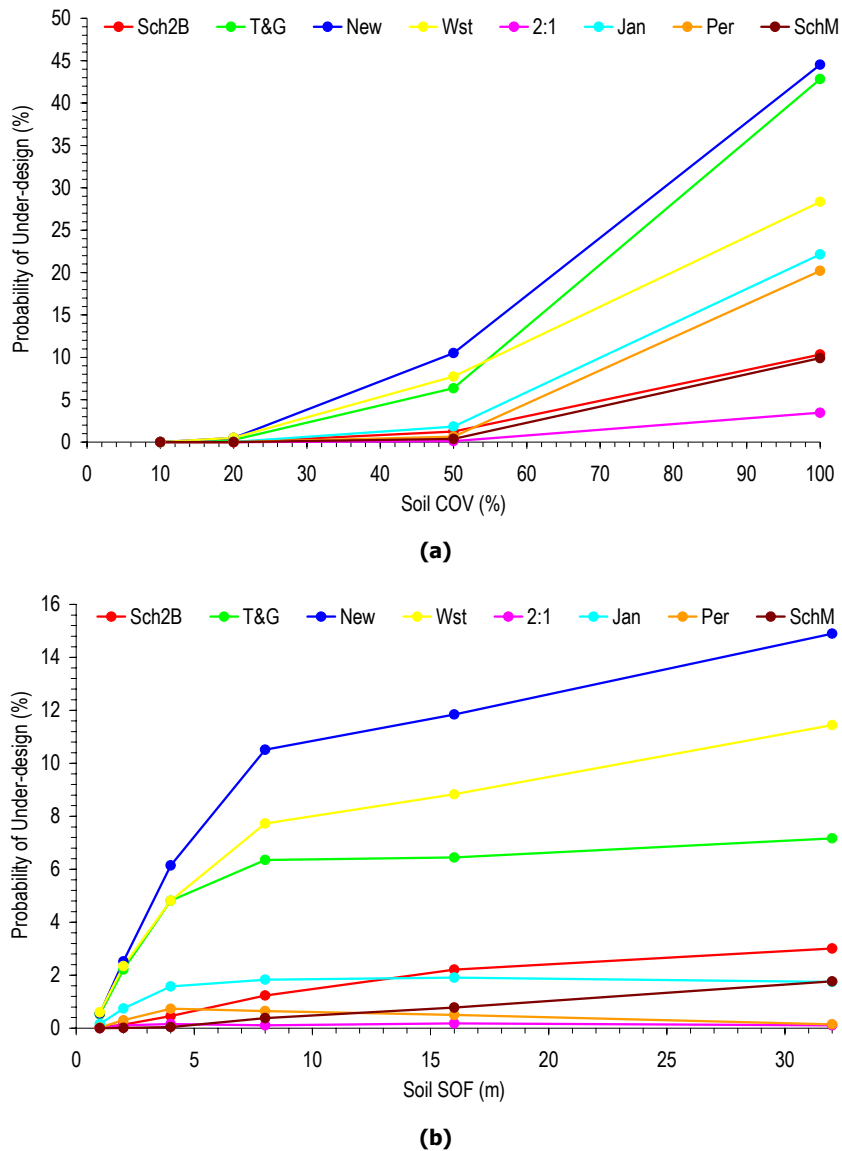 50
Sch2B T&G New Wst 2:1 Jan Per SchM
45
40
35
30
25
20
15
10
5
0
Probability of Under-design (%)
0 10 20 30 40 50 60 70 80 90 100
Soil COV (%)
(a)
16
Sch2B T&G New Wst 2:1 Jan Per SchM
14
12
10
8
6
4
2
0
Probability of Under-design (%)
0 5 10 15 20 25 30
Soil SOF (m)
(b)